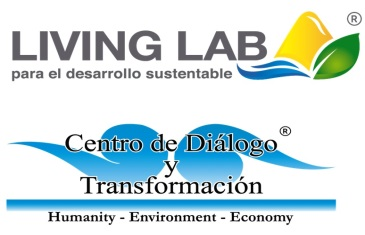 LIVING LAB ®
para el desarrollo sustentable
Centro de Diálogo ®
y
Transformación
Humanity - Environment - Economy